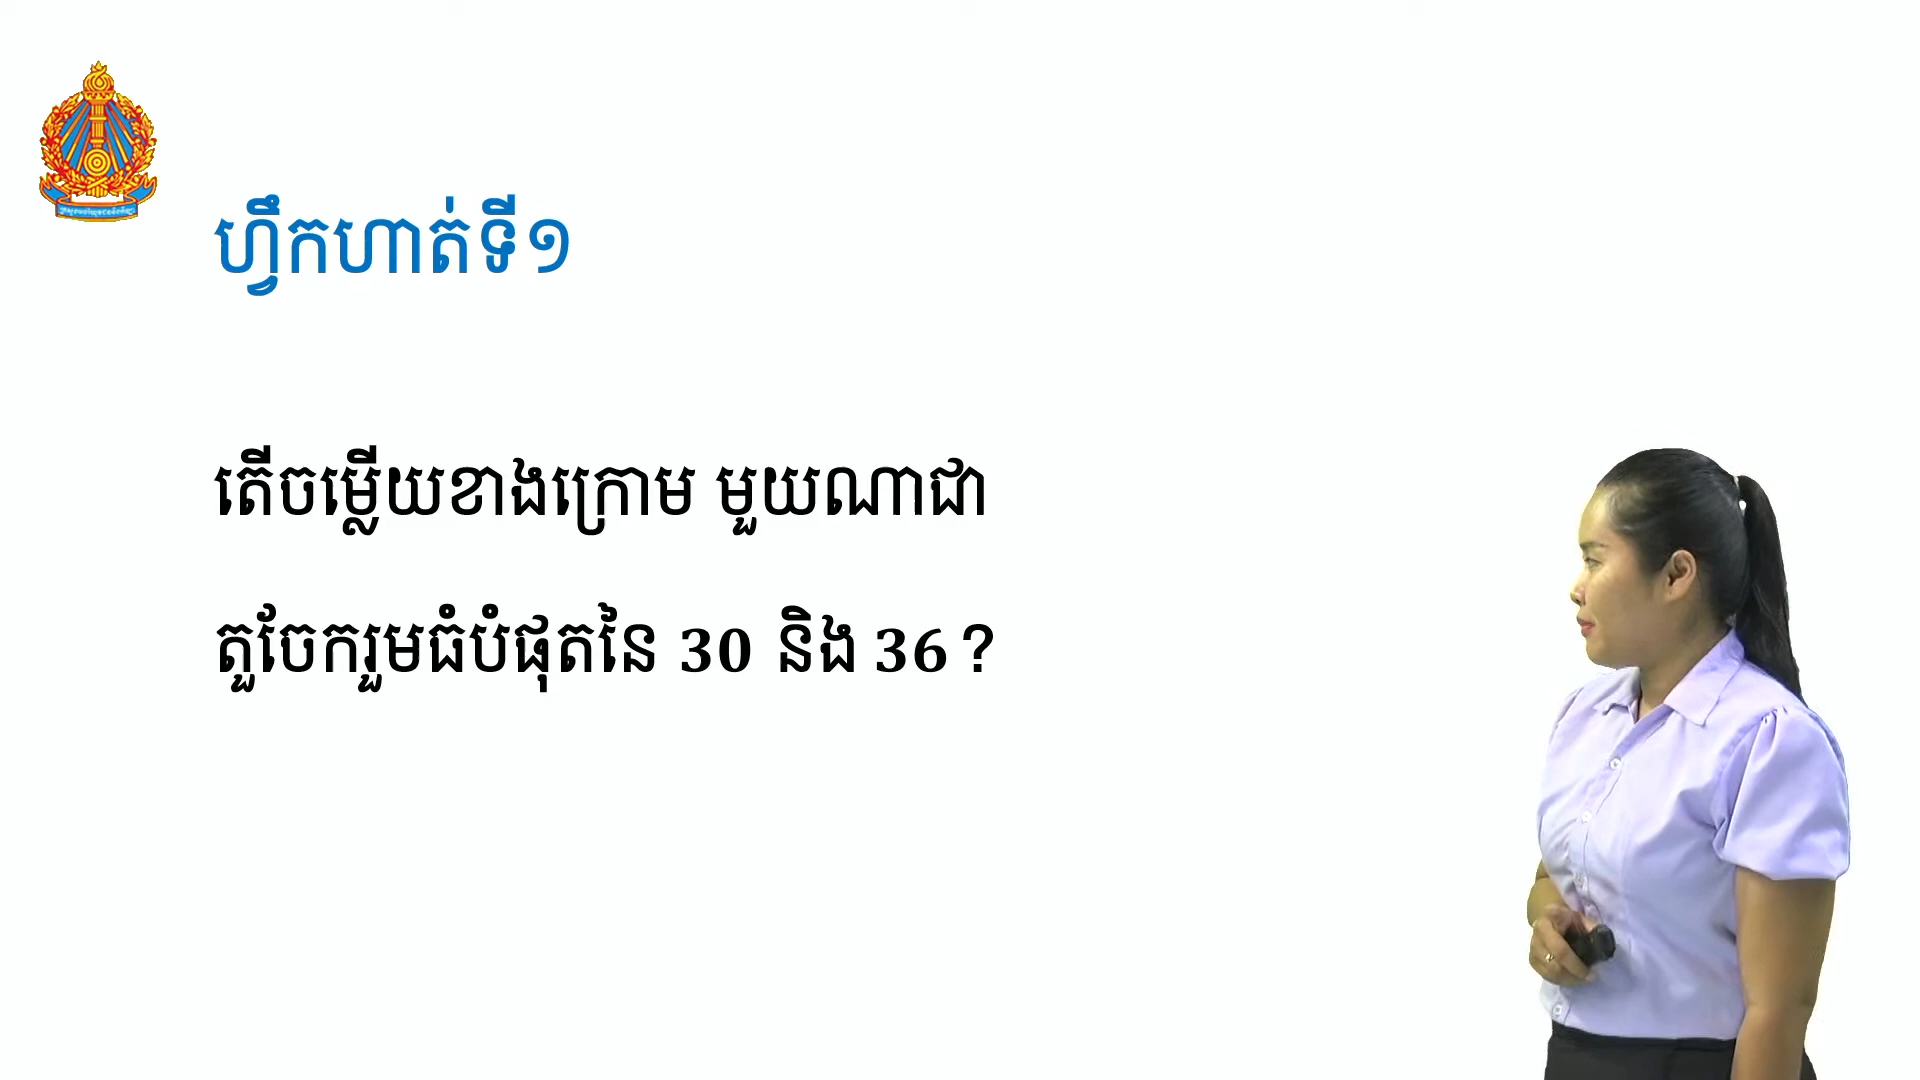 ហ្វឹកហាត់ទី១
តើចម្លើយខាងក្រោម មួយណាជា
តួចែករួមធំបំផុតនៃ 30 និង 36 ?